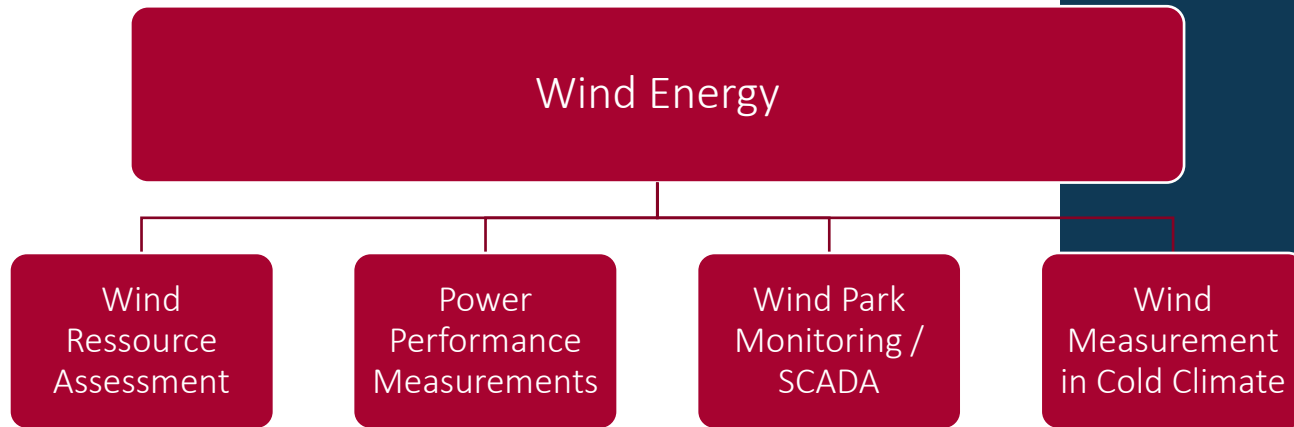 Wind Energy
Wind
Ressource
Assessment
Power
Performance
Measurements
Wind Park
Monitoring /
SCADA
Wind
Measurement
in Cold Climate